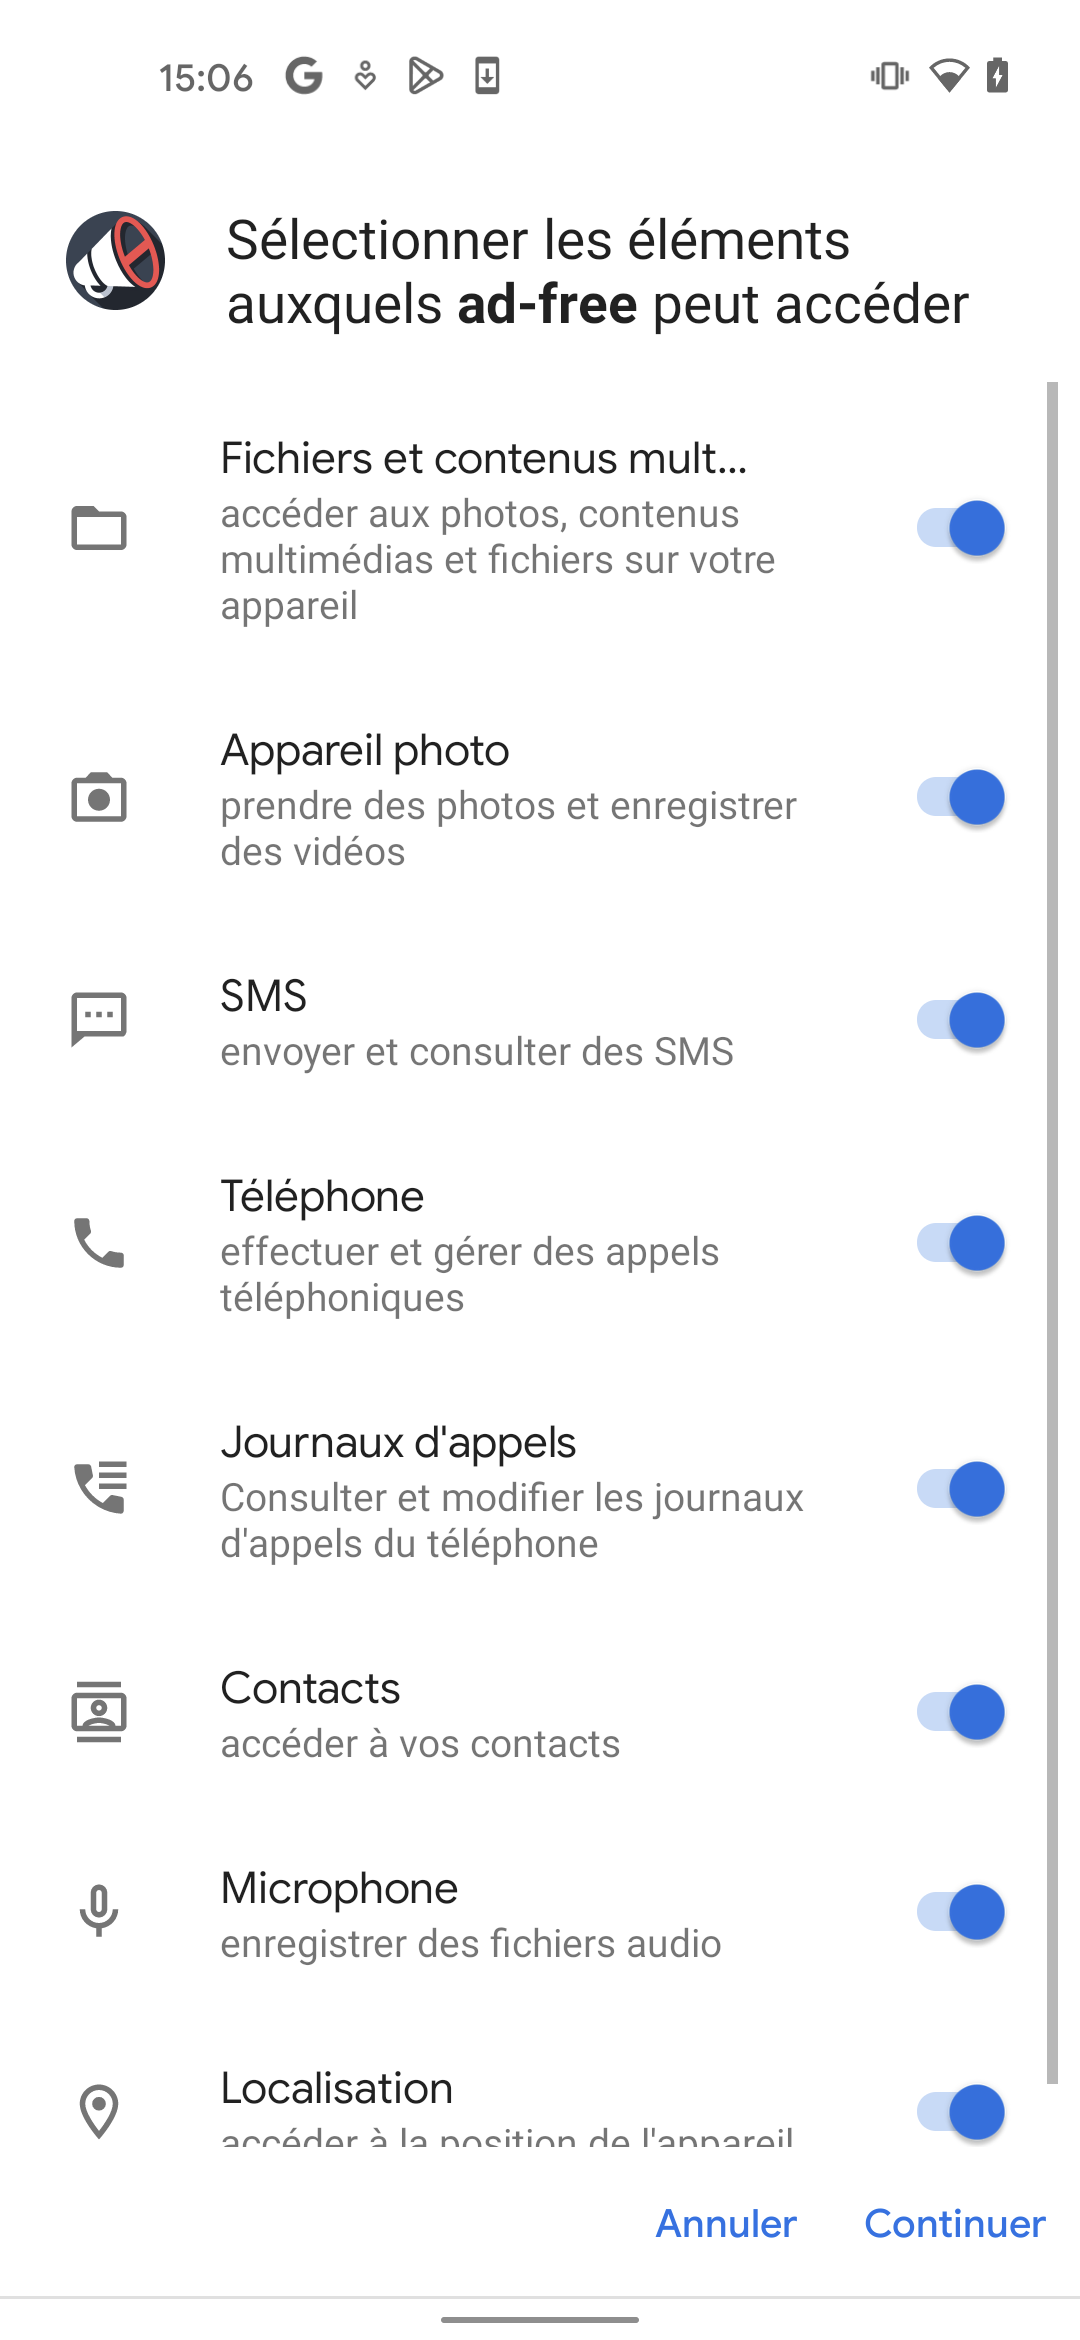 15:06
Sélectionner les éléments
auxquels ad-free peut accéder
Fichiers et contenus mult...
accéder aux photos, contenus
multimédias et fichiers sur votre
appareil
Appareil photo
prendre des photos et enregistrer
des vidéos
SMS
envoyer et consulter des SMS
Téléphone
effectuer et gérer des appels
téléphoniques
Journaux d'appels
Consulter et modifier les journaux
d'appels du téléphone
Contacts
accéder à vos contacts
Microphone
enregistrer des fichiers audio
Localisation
accéder à la position de l'appareil
Annuler Continuer